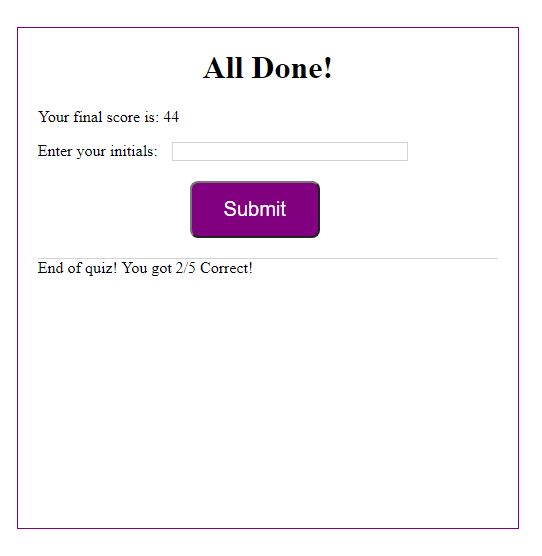 All Done!
Your final score is: 44
Enter your initials:
Submit
End of quiz! You got 2/5 Correct!